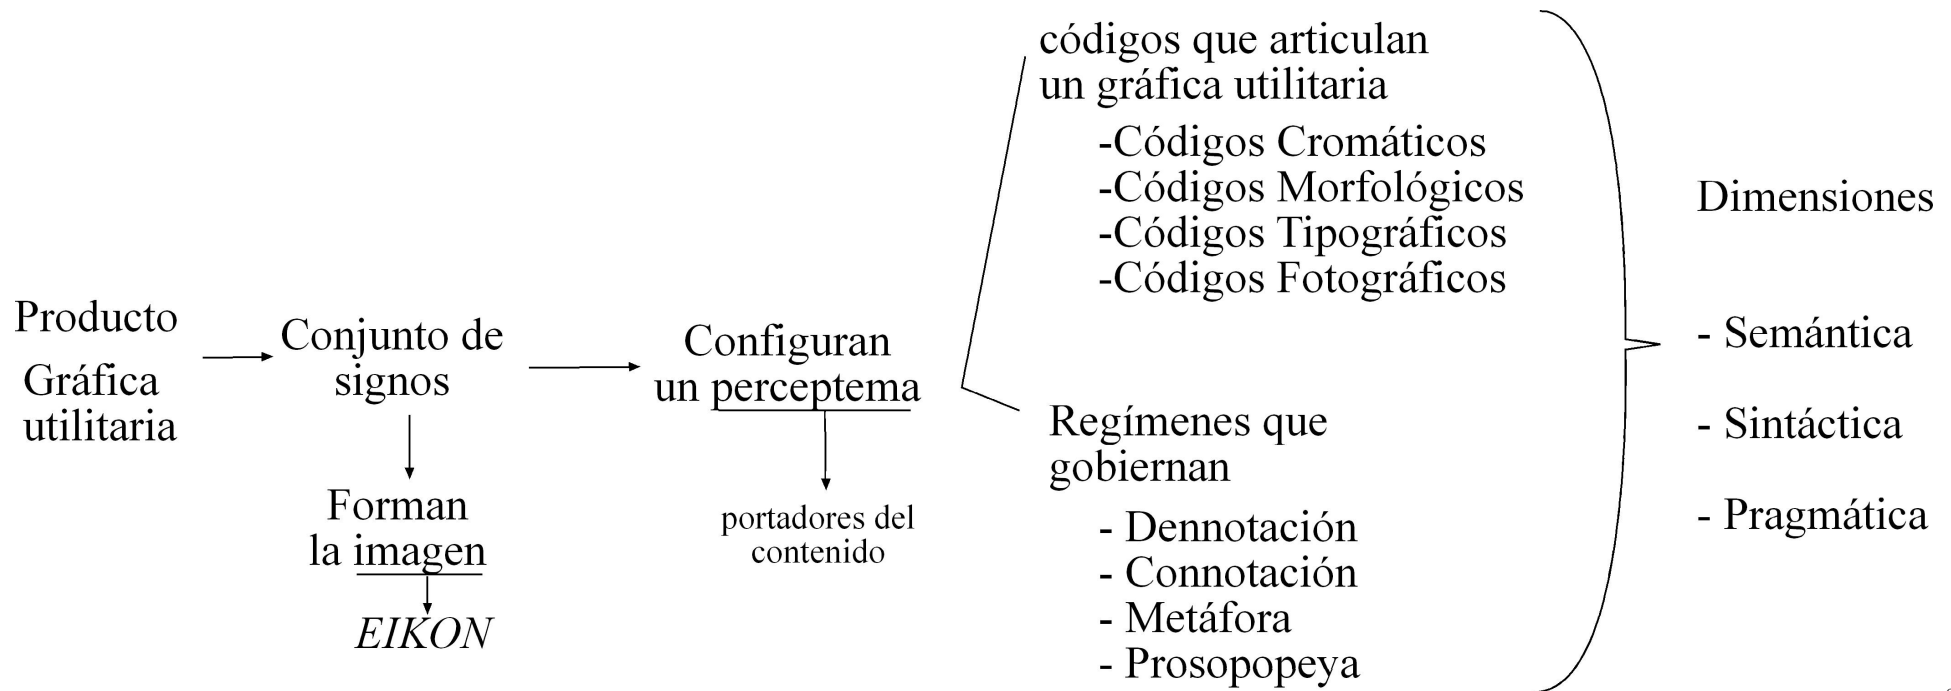 Producto
Gráfica
utilitaria
Conjunto de
signos
Forman
la imagen
EIKON
Configuran
un perceptema
portadores del
contenido
códigos que articulan
un gráfica utilitaria
-Códigos Cromáticos
-Códigos Morfológicos
-Códigos Tipográficos
-Códigos Fotográficos
Regímenes que
gobiernan
- Dennotación
- Connotación
- Metáfora
- Prosopopeya
Dimensiones
- Semántica
- Sintáctica
- Pragmática